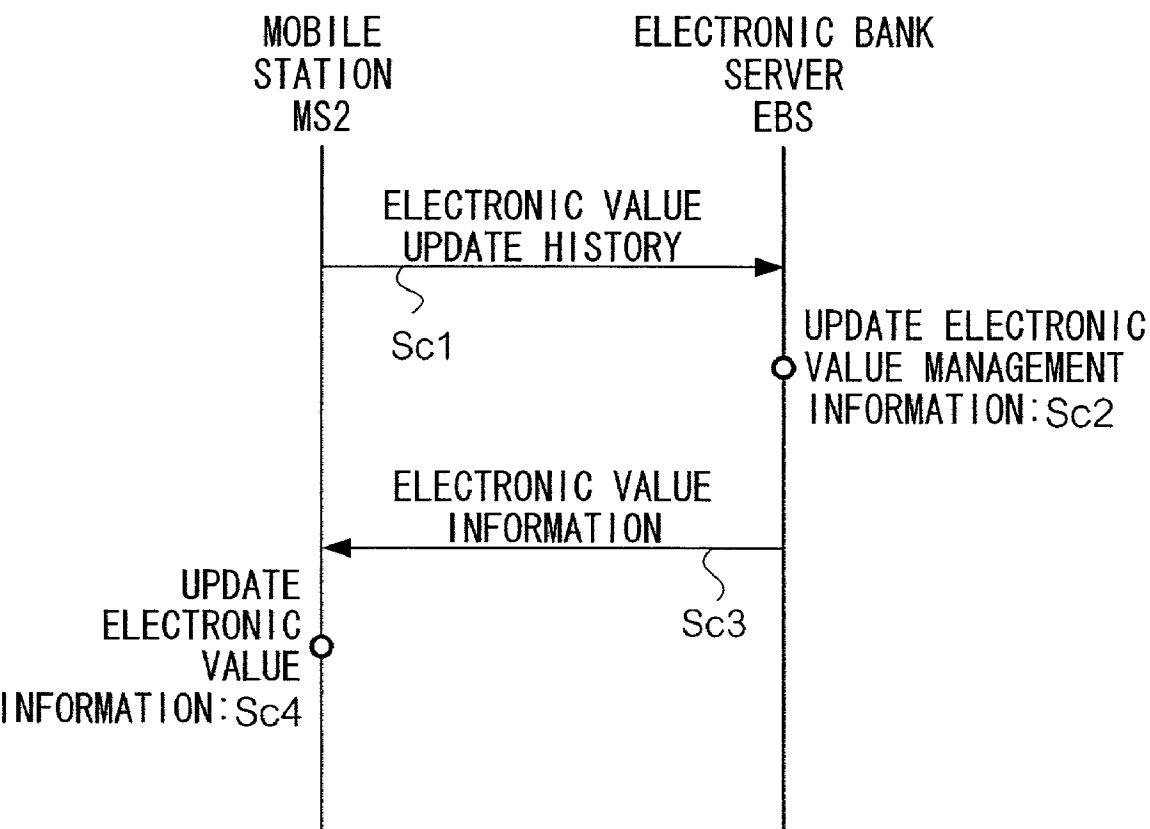 MOBILE
STATION
MS2
ELECTRONIC BANK
SERVER
EBS
ELECTRONIC VALUE
UPDATE HISTORY
Sc1
UPDATE ELECTRONIC
VALUE MANAGEMENT
INFORMATION:Sc2
ELECTRONIC VALUE
INFORMATION
Sc3
UPDATE
ELECTRONIC
VALUE
INFORMATION:Sc4